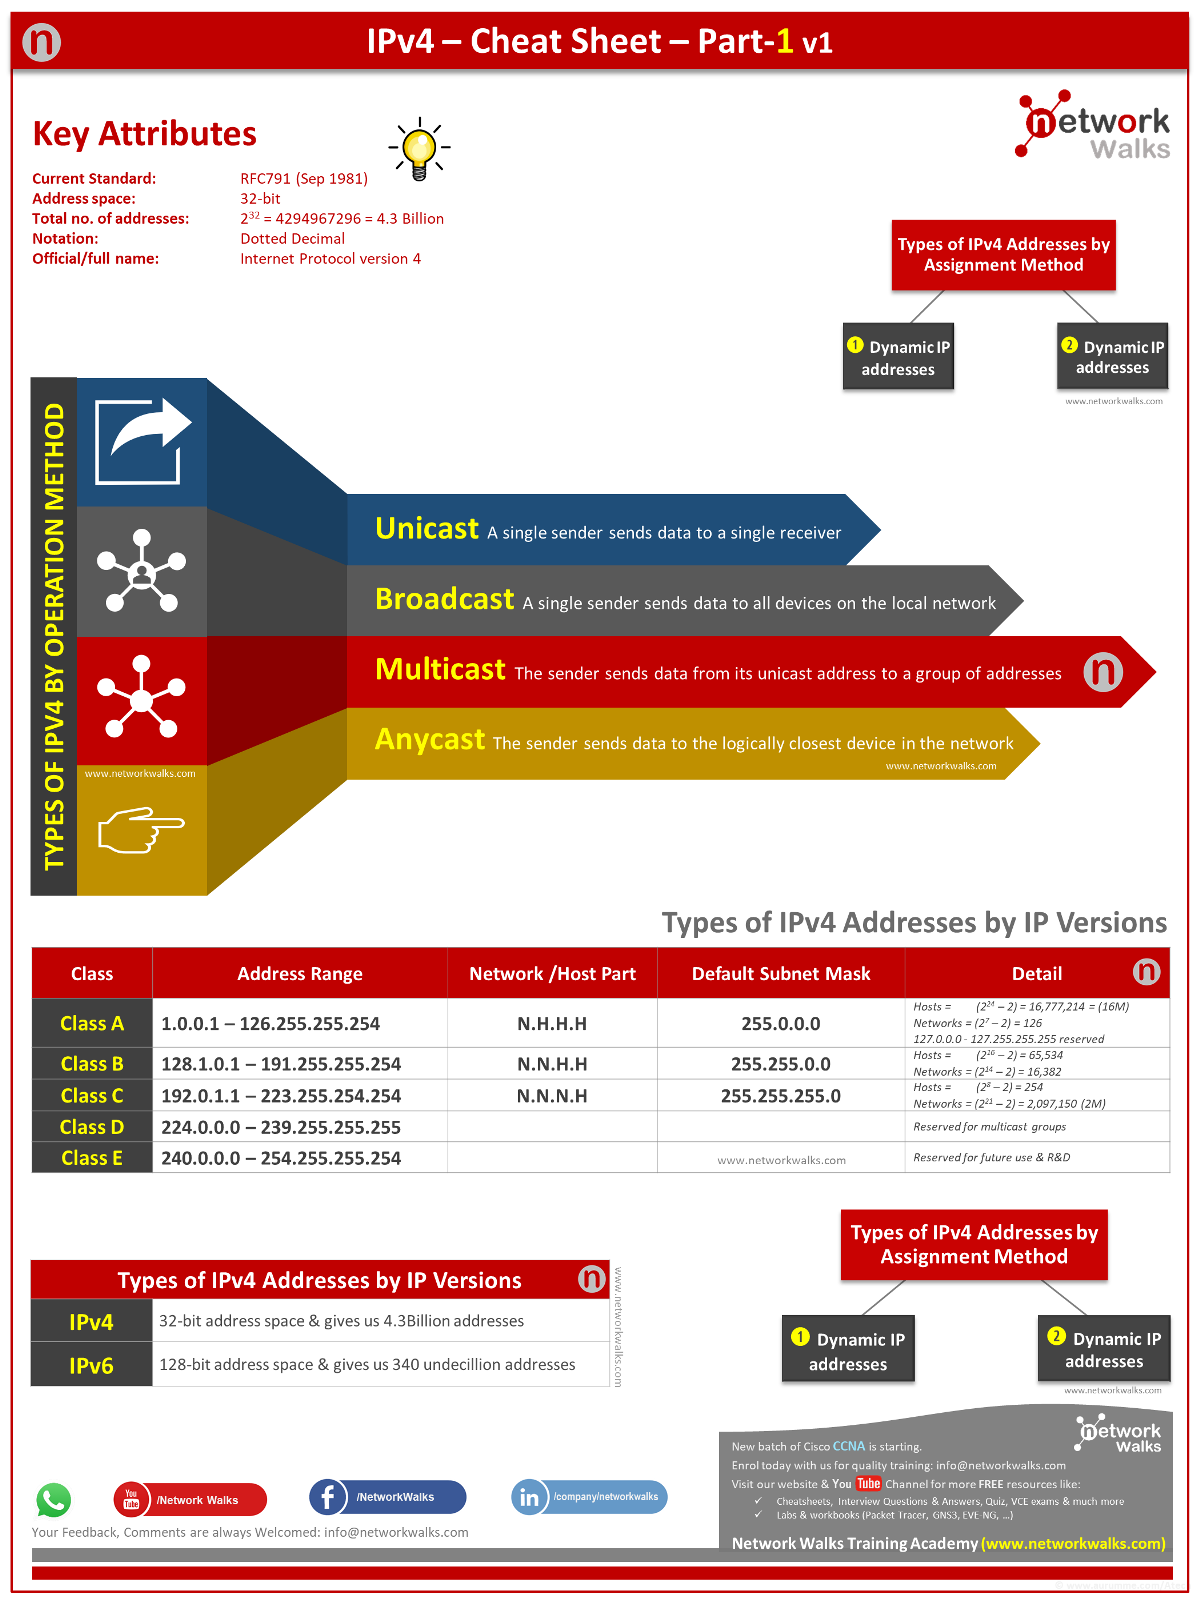 n
IPv4 – Cheat Sheet – Part-1 v1
Key Attributes
network
Walks
Current Standard: RFC791 (Sep 1981)
Address space: 32-bit
Total no. of addresses: 2³² = 4294967296 = 4.3 Billion
Notation: Dotted Decimal
Official/full name: Internet Protocol version 4
Types of IPv4 Addresses by
Assignment Method
1 Dynamic IP
addresses
2 Dynamic IP
addresses
www.networkwalks.com
TYPES OF IPV4 BY OPERATION METHOD
Unicast A single sender sends data to a single receiver
Broadcast A single sender sends data to all devices on the local network
Multicast The sender sends data from its unicast address to a group of addresses n
Anycast The sender sends data to the logically closest device in the network
www.networkwalks.com
www.networkwalks.com
Types of IPv4 Addresses by IP Versions
Class Address Range Network /Host Part Default Subnet Mask Detail n
Class A 1.0.0.1 – 126.255.255.254 N.H.H.H 255.0.0.0
Hosts = (2²⁴ – 2) = 16,777,214 = (16M)
Networks = (2⁷ – 2) = 126
127.0.0.0 - 127.255.255.255 reserved
Class B 128.1.0.1 – 191.255.255.254 N.N.H.H 255.255.0.0
Hosts = (2¹⁶ – 2) = 65,534
Networks = (2¹⁴ – 2) = 16,382
Class C 192.0.1.1 – 223.255.254.254 N.N.N.H 255.255.255.0
Hosts = (2⁸ – 2) = 254
Networks = (2²¹ – 2) = 2,097,150 (2M)
Class D 224.0.0.0 – 239.255.255.255 Reserved for multicast groups
Class E 240.0.0.0 – 254.255.255.254 www.networkwalks.com Reserved for future use & R&D
Types of IPv4 Addresses by IP Versions n
IPv4 32-bit address space & gives us 4.3Billion addresses
IPv6 128-bit address space & gives us 340 undecillion addresses
www.networkwalks.com
Types of IPv4 Addresses by
Assignment Method
1 Dynamic IP
addresses
2 Dynamic IP
addresses
www.networkwalks.com
network
Walks
New batch of Cisco CCNA is starting.
Enrol today with us for quality training: info@networkwalks.com
Visit our website & You Tube Channel for more FREE resources like:
✓ Cheatsheets, Interview Questions & Answers, Quiz, VCE exams & much more
✓ Labs & workbooks (Packet Tracer, GNS3, EVE-NG, ...)
Network Walks Training Academy (www.networkwalks.com)
You Tube /Network Walks
f /NetworkWalks
in /company/networkwalks
Your Feedback, Comments are always Welcomed: info@networkwalks.com